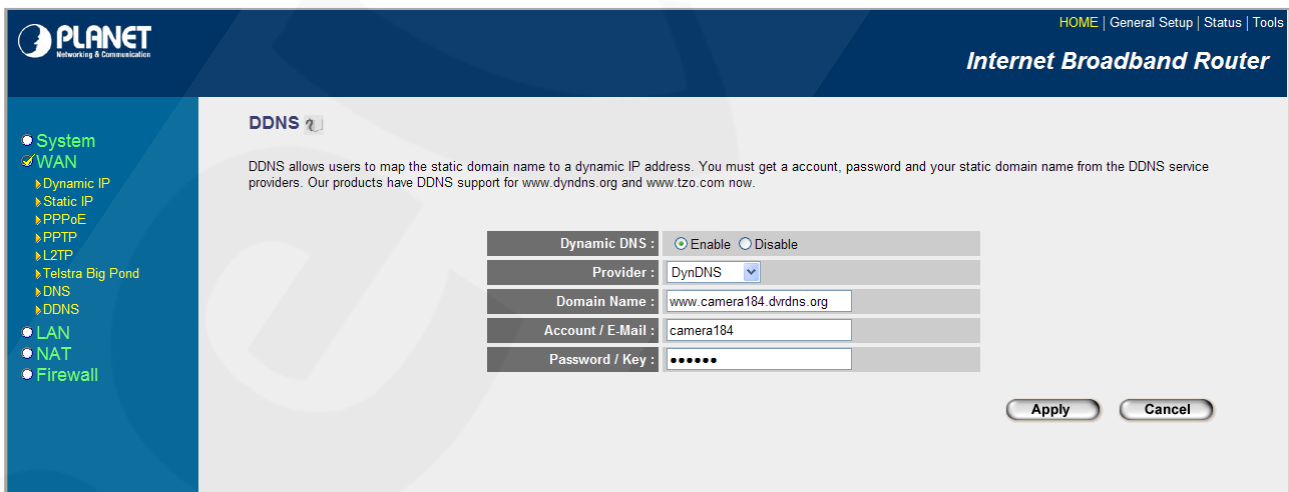 PLANET
Networking & Communication
HOME | General Setup | Status | Tools
Internet Broadband Router
System
WAN
Dynamic IP
Static IP
PPPoE
PPTP
L2TP
Telstra Big Pond
DNS
DDNS
LAN
NAT
Firewall
DDNS
DDNS allows users to map the static domain name to a dynamic IP address. You must get a account, password and your static domain name from the DDNS service
providers. Our products have DDNS support for www.dyndns.org and www.tzo.com now.
Dynamic DNS : Enable Disable
Provider : DynDNS
Domain Name : www.camera184.dvrdns.org
Account / E-Mail : camera184
Password / Key : ••••••
Apply Cancel